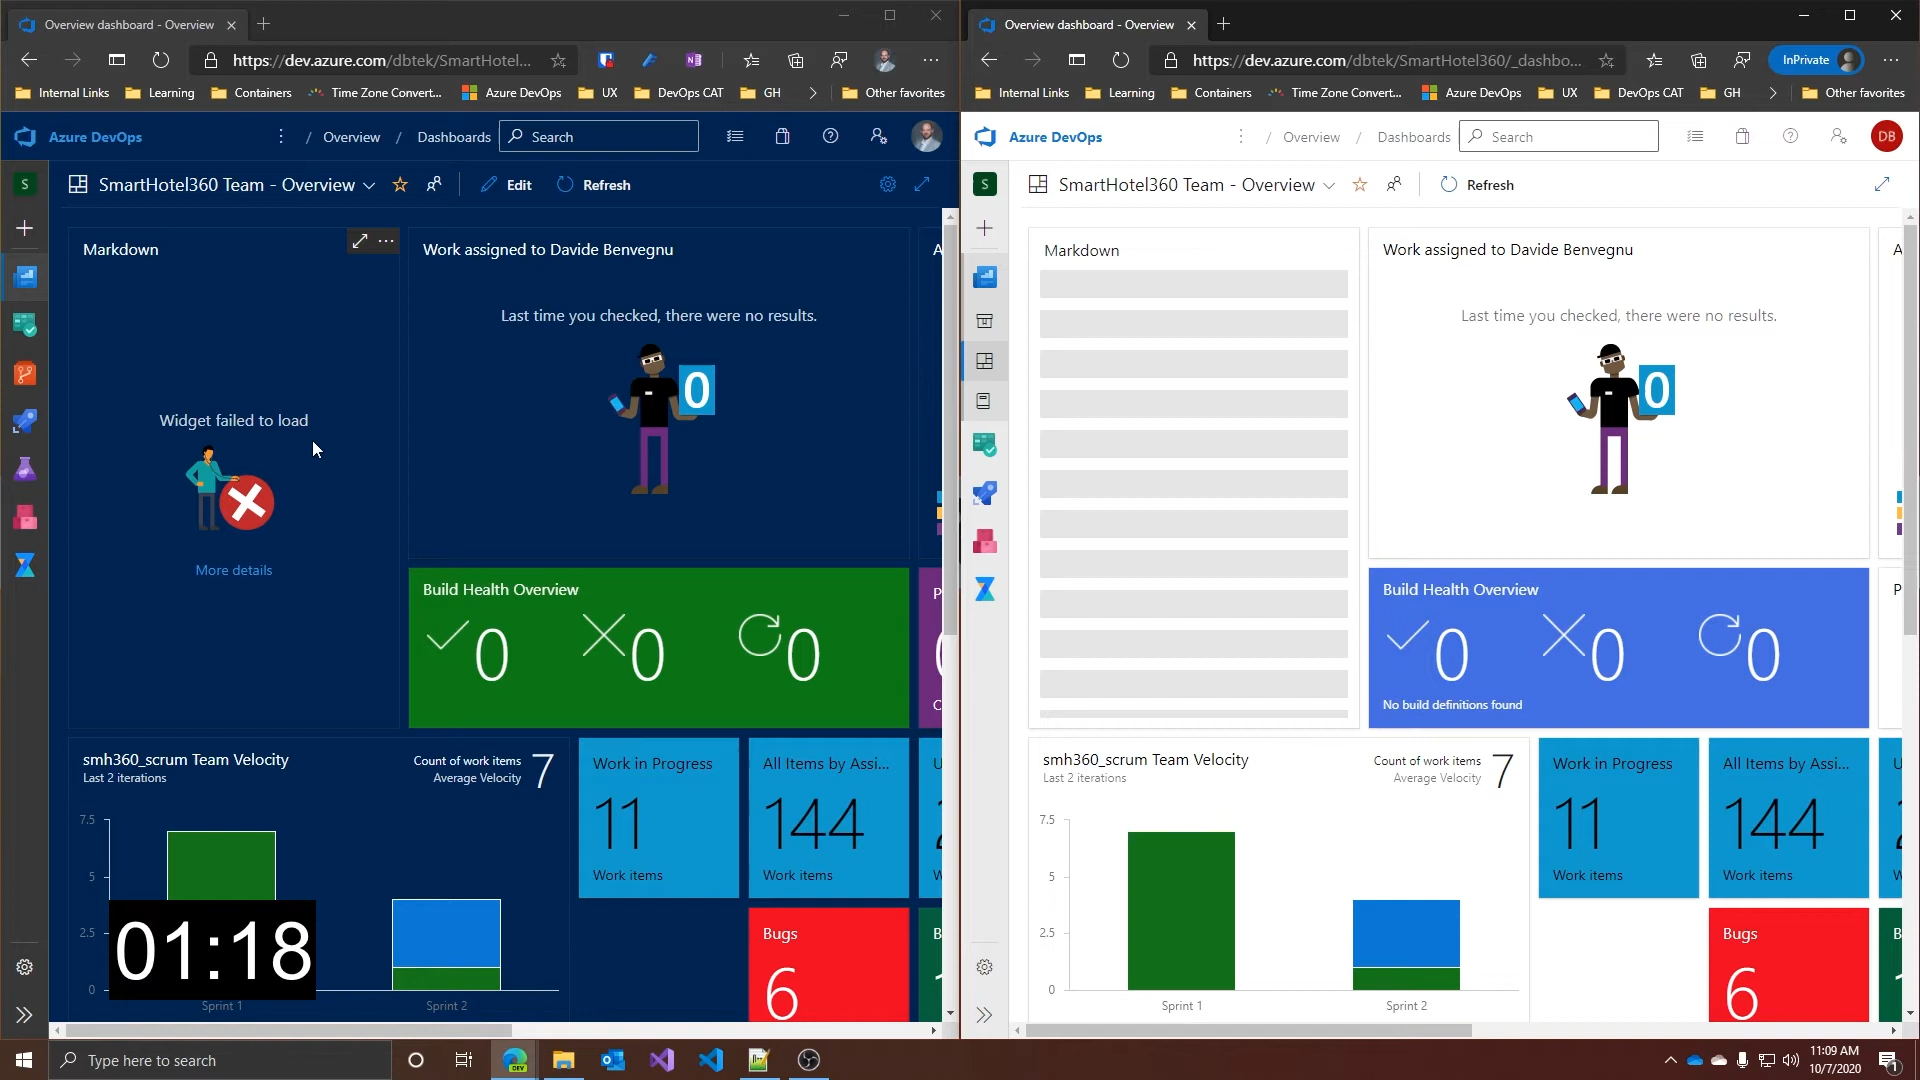 Overview dashboard - Overview
https://dev.azure.com/dbtek/SmartHotel...
Internal Links
Learning
Containers
Time Zone Convert...
Azure DevOps
UX
DevOps CAT
GH
Other favorites
Azure DevOps
/ Overview / Dashboards
Search
S
SmartHotel360 Team - Overview
Edit
Refresh
Markdown
Widget failed to load
More details
Work assigned to Davide Benvegnu
Last time you checked, there were no results.
0
A
Build Health Overview
0
0
0
P
C
smh360_scrum Team Velocity
Last 2 iterations
Count of work items
Average Velocity
7
7.5
5
2.5
0
Sprint 1
Sprint 2
01:18
Work in Progress
11
Work items
All Items by Assi...
144
Work items
Bugs
6
B
Overview dashboard - Overview
https://dev.azure.com/dbtek/SmartHotel360/_dashbo...
InPrivate
Internal Links
Learning
Containers
Time Zone Convert...
Azure DevOps
UX
DevOps CAT
GH
Other favorites
Azure DevOps
/ Overview / Dashboards
Search
DB
S
SmartHotel360 Team - Overview
Refresh
Markdown
Work assigned to Davide Benvegnu
Last time you checked, there were no results.
0
A
Build Health Overview
0
0
0
No build definitions found
P
smh360_scrum Team Velocity
Last 2 iterations
Count of work items
Average Velocity
7
7.5
5
2.5
0
Sprint 1
Sprint 2
Work in Progress
11
Work items
All Items by Assi...
144
Work items
Bugs
6
B
Type here to search
DEV
11:09 AM
10/7/2020
1